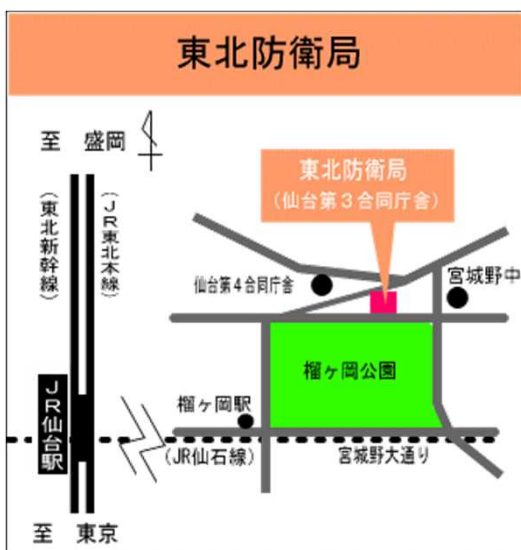 東北防衛局
至 盛岡
(東北新幹線)
(JR東北本線)
東北防衛局
(仙台第3合同庁舎)
仙台第4合同庁舎
宮城野中
榴ヶ岡公園
JR仙台駅
榴ヶ岡駅
(JR仙石線)
宮城野大通り
至 東京